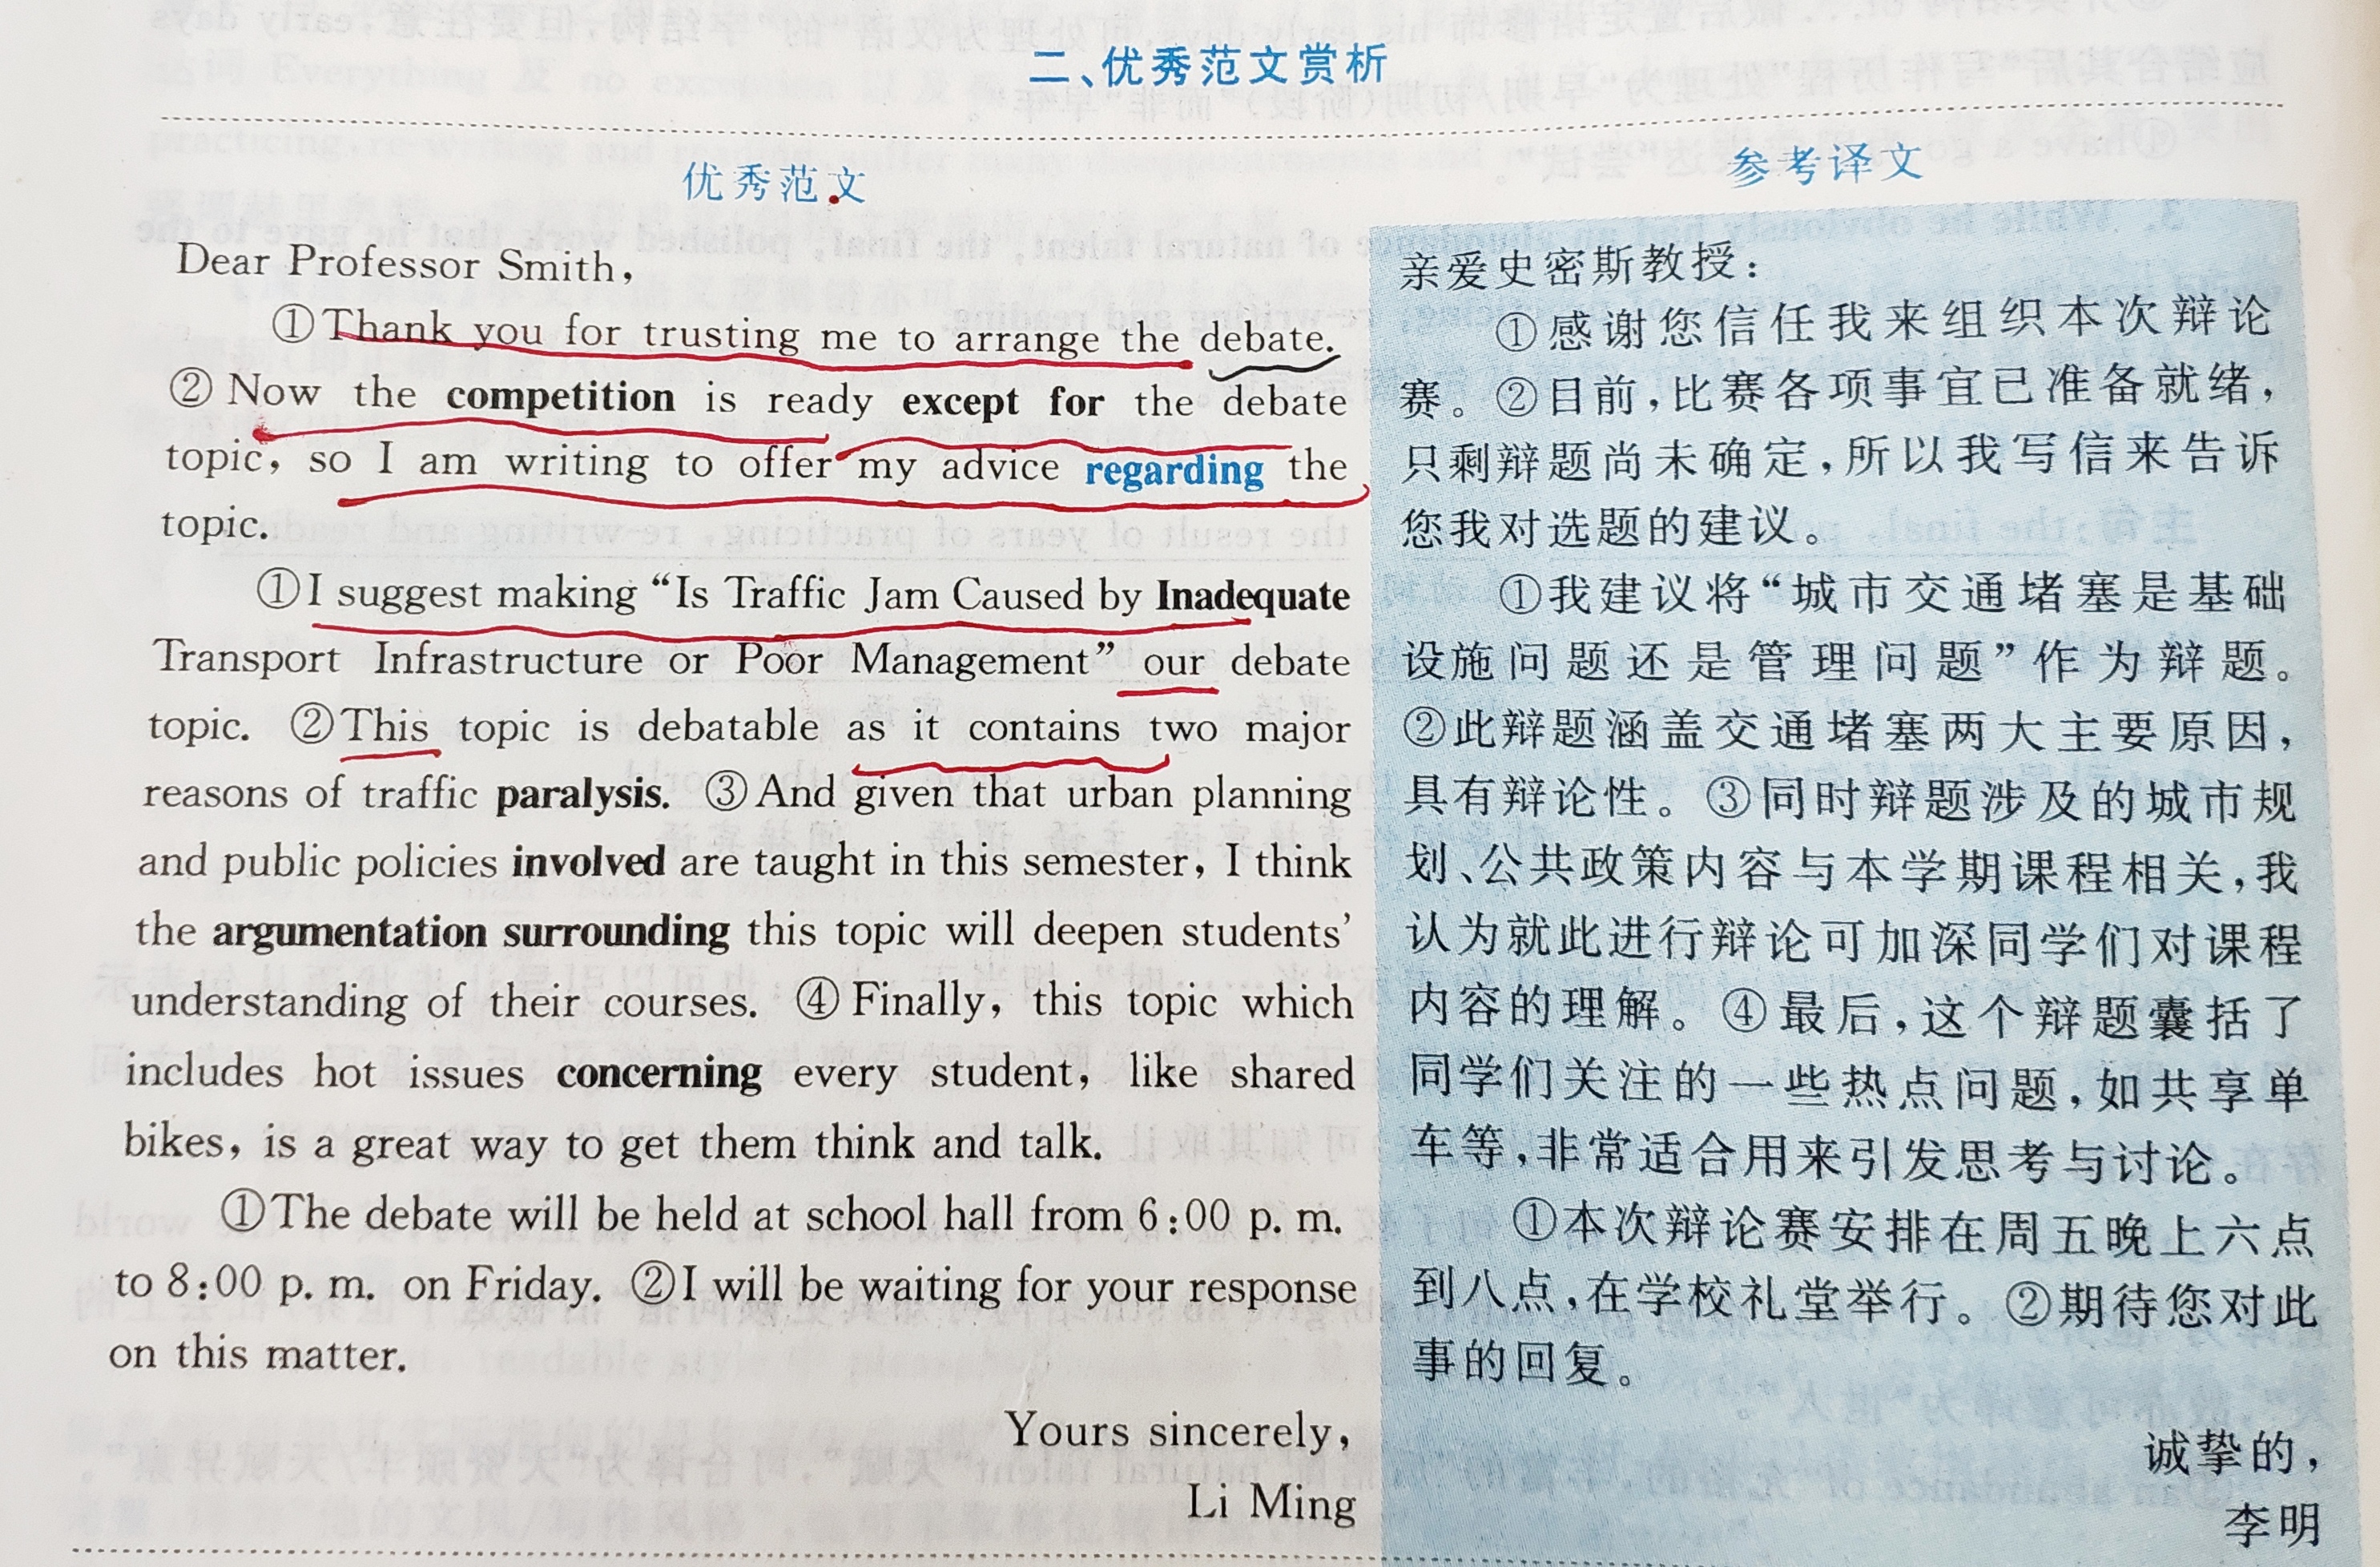 二、优秀范文赏析
优秀范文
Dear Professor Smith,
①Thank you for trusting me to arrange the debate.
②Now the competition is ready except for the debate
topic, so I am writing to offer my advice regarding the
topic.
①I suggest making “Is Traffic Jam Caused by Inadequate
Transport Infrastructure or Poor Management” our debate
topic. ②This topic is debatable as it contains two major
reasons of traffic paralysis. ③And given that urban planning
and public policies involved are taught in this semester, I think
the argumentation surrounding this topic will deepen students’
understanding of their courses. ④Finally, this topic which
includes hot issues concerning every student, like shared
bikes, is a great way to get them think and talk.
①The debate will be held at school hall from 6:00 p. m.
to 8:00 p. m. on Friday. ②I will be waiting for your response
on this matter.
Yours sincerely,
Li Ming
参考译文
亲爱史密斯教授：
①感谢您信任我来组织本次辩论
赛。②目前,比赛各项事宜已准备就绪,
只剩辩题尚未确定,所以我写信来告诉
您我对选题的建议。
①我建议将“城市交通堵塞是基础
设施问题还是管理问题”作为辩题。
②此辩题涵盖交通堵塞两大主要原因,
具有辩论性。③同时辩题涉及的城市规
划、公共政策内容与本学期课程相关,我
认为就此进行辩论可加深同学们对课程
内容的理解。④最后,这个辩题囊括了
同学们关注的一些热点问题,如共享单
车等,非常适合用来引发思考与讨论。
①本次辩论赛安排在周五晚上六点
到八点,在学校礼堂举行。②期待您对此
事的回复。
诚挚的,
李明